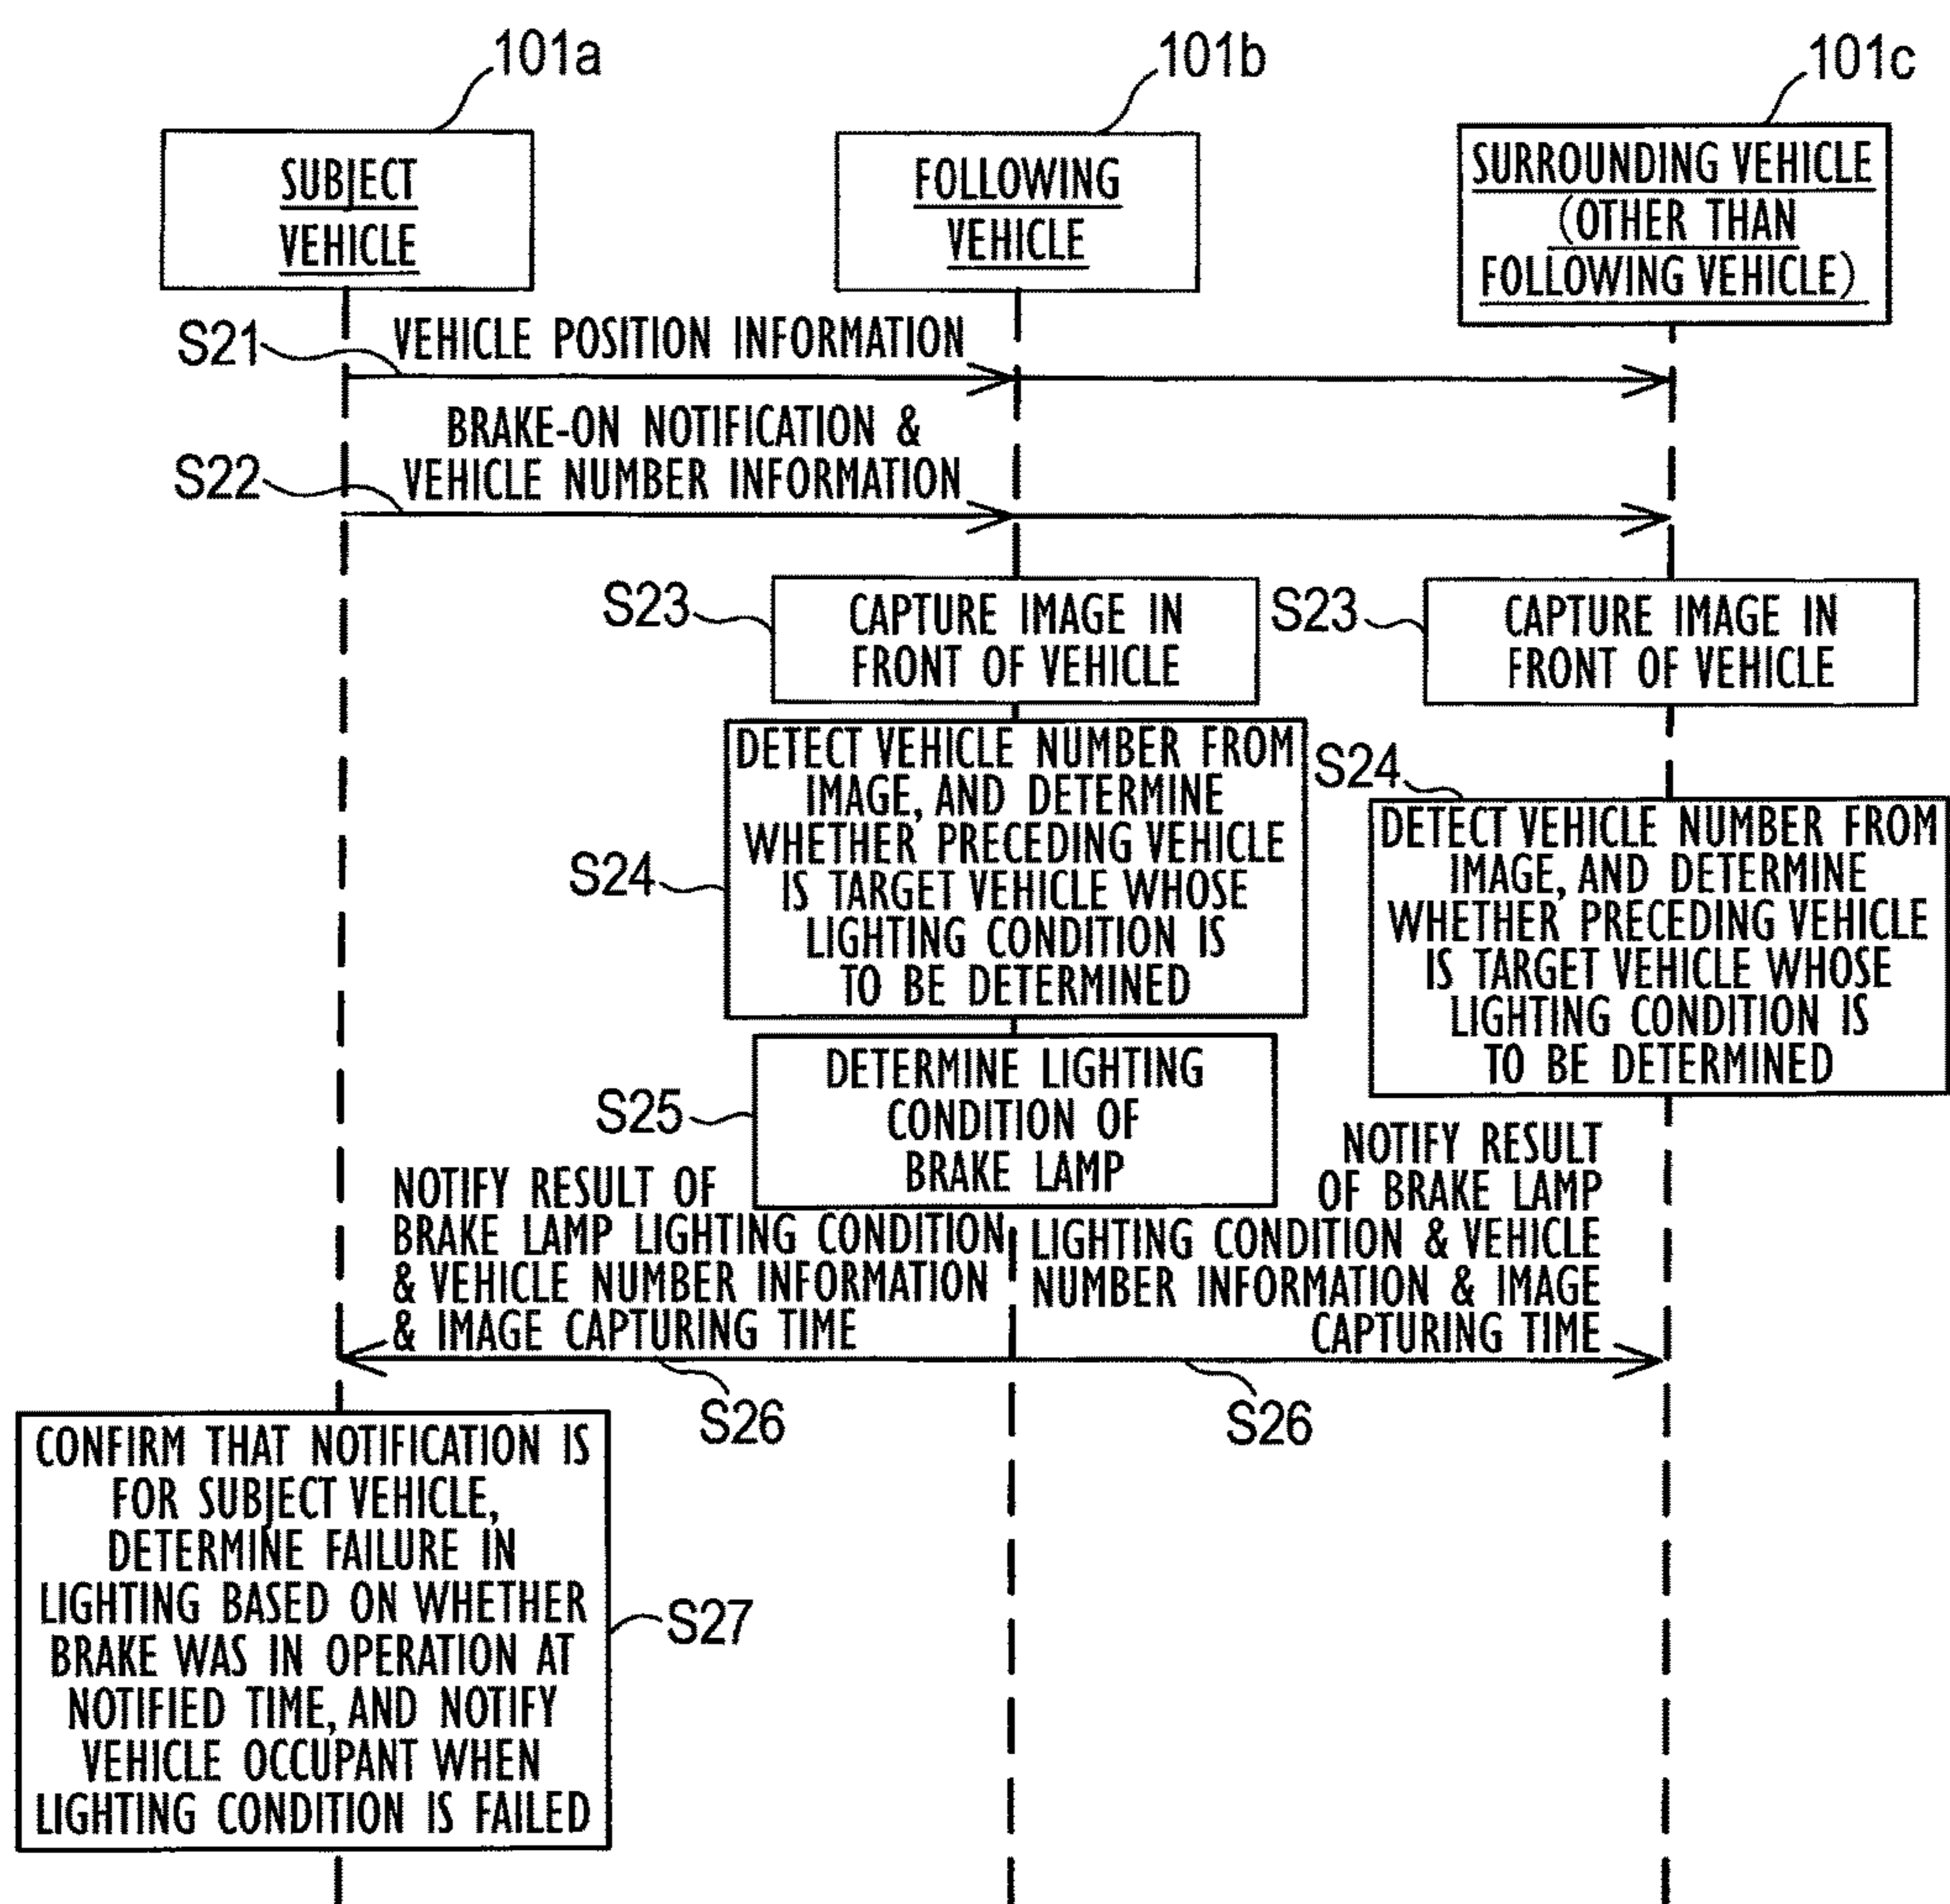 101a
101b
101c
SUBJECT
VEHICLE
FOLLOWING
VEHICLE
SURROUNDING VEHICLE
(OTHER THAN
FOLLOWING VEHICLE)
S21
VEHICLE POSITION INFORMATION
BRAKE-ON NOTIFICATION &
VEHICLE NUMBER INFORMATION
S22
S23
CAPTURE IMAGE IN
FRONT OF VEHICLE
S23
CAPTURE IMAGE IN
FRONT OF VEHICLE
S24
DETECT VEHICLE NUMBER FROM
IMAGE, AND DETERMINE
WHETHER PRECEDING VEHICLE
IS TARGET VEHICLE WHOSE
LIGHTING CONDITION IS
TO BE DETERMINED
S24
DETECT VEHICLE NUMBER FROM
IMAGE, AND DETERMINE
WHETHER PRECEDING VEHICLE
IS TARGET VEHICLE WHOSE
LIGHTING CONDITION IS
TO BE DETERMINED
S25
DETERMINE LIGHTING
CONDITION OF
BRAKE LAMP
NOTIFY RESULT OF
BRAKE LAMP LIGHTING CONDITION
& VEHICLE NUMBER INFORMATION
& IMAGE CAPTURING TIME
NOTIFY RESULT
OF BRAKE LAMP
LIGHTING CONDITION & VEHICLE
NUMBER INFORMATION & IMAGE
CAPTURING TIME
S26
S26
CONFIRM THAT NOTIFICATION IS
FOR SUBJECT VEHICLE,
DETERMINE FAILURE IN
LIGHTING BASED ON WHETHER
BRAKE WAS IN OPERATION AT
NOTIFIED TIME, AND NOTIFY
VEHICLE OCCUPANT WHEN
LIGHTING CONDITION IS FAILED
S27